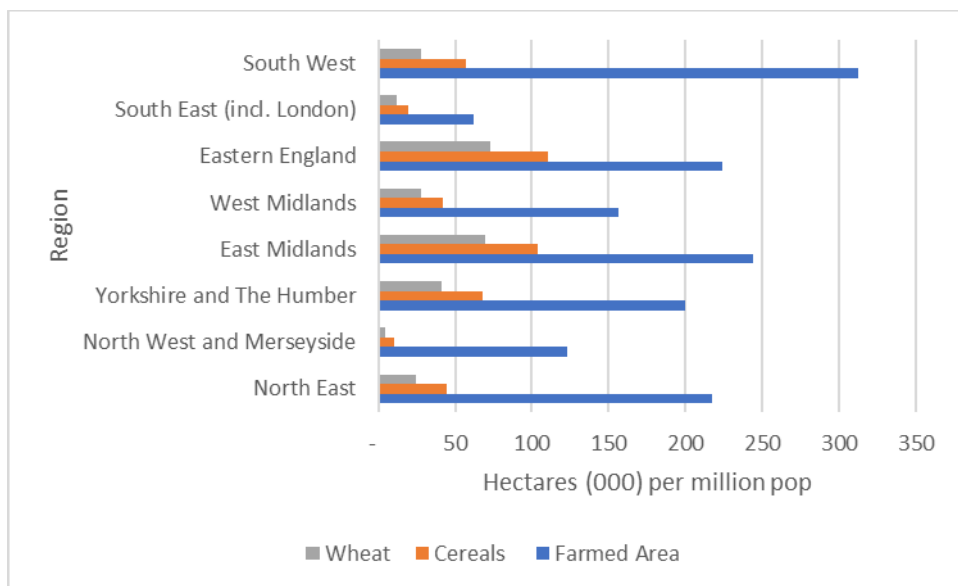 South West
South East (incl. London)
Eastern England
West Midlands
East Midlands
Yorkshire and The Humber
North West and Merseyside
North East
Region
- 50 100 150 200 250 300 350
Hectares (000) per million pop
Wheat Cereals Farmed Area